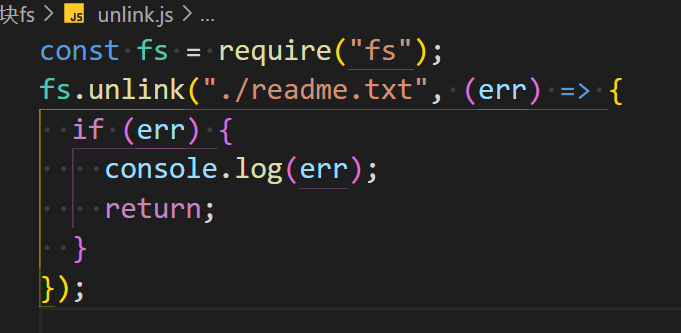 块fs > JS unlink.js > ...
const fs = require("fs");
fs.unlink("./readme.txt", (err) => {
  if (err) {
    console.log(err);
    return;
  }
});